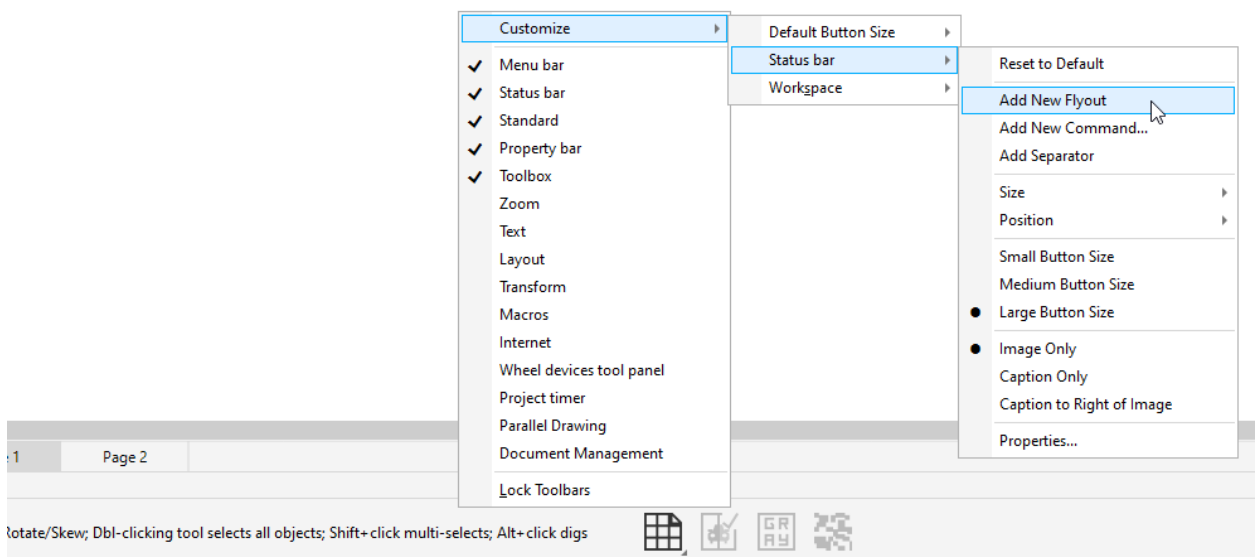 Customize
Menu bar
Status bar
Standard
Property bar
Toolbox
Zoom
Text
Layout
Transform
Macros
Internet
Wheel devices tool panel
Project timer
Parallel Drawing
Document Management
Lock Toolbars
Default Button Size
Status bar
Workspace
Reset to Default
Add New Flyout
Add New Command...
Add Separator
Size
Position
Small Button Size
Medium Button Size
Large Button Size
Image Only
Caption Only
Caption to Right of Image
Properties...
1
Page 2
Rotate/Skew; Dbl-clicking tool selects all objects; Shift+click multi-selects; Alt+click digs
GR
AY